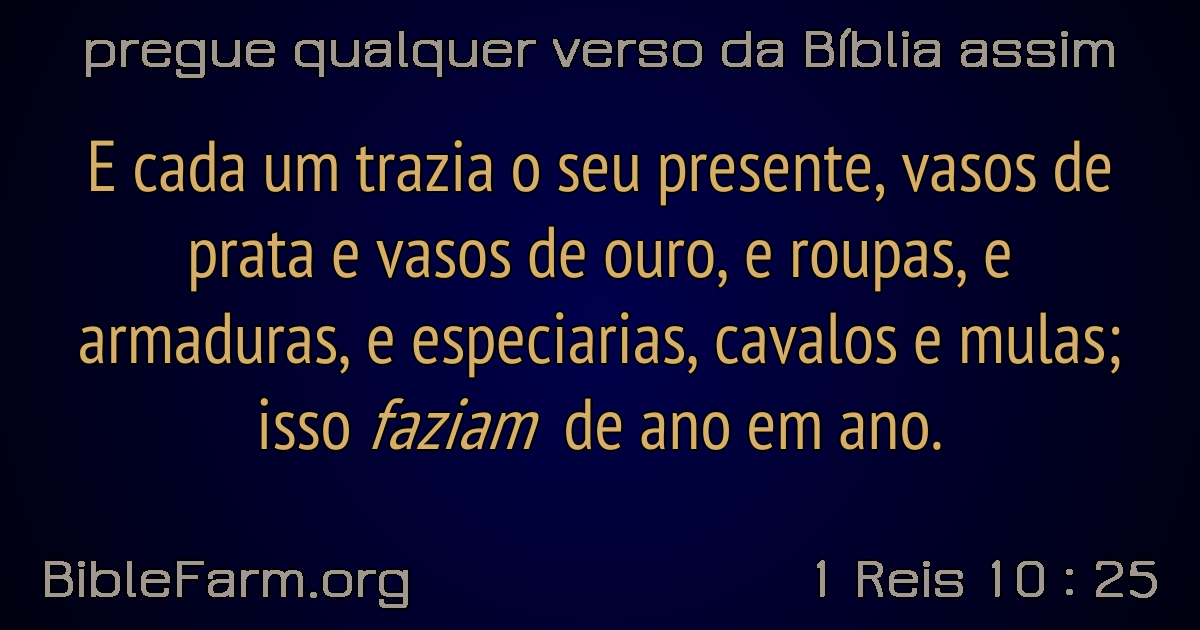 pregue qualquer verso da Bíblia assim
E cada um trazia o seu presente, vasos de
prata e vasos de ouro, e roupas, e
armaduras, e especiarias, cavalos e mulas;
isso faziam de ano em ano.
BibleFarm.org
1 Reis 10 : 25